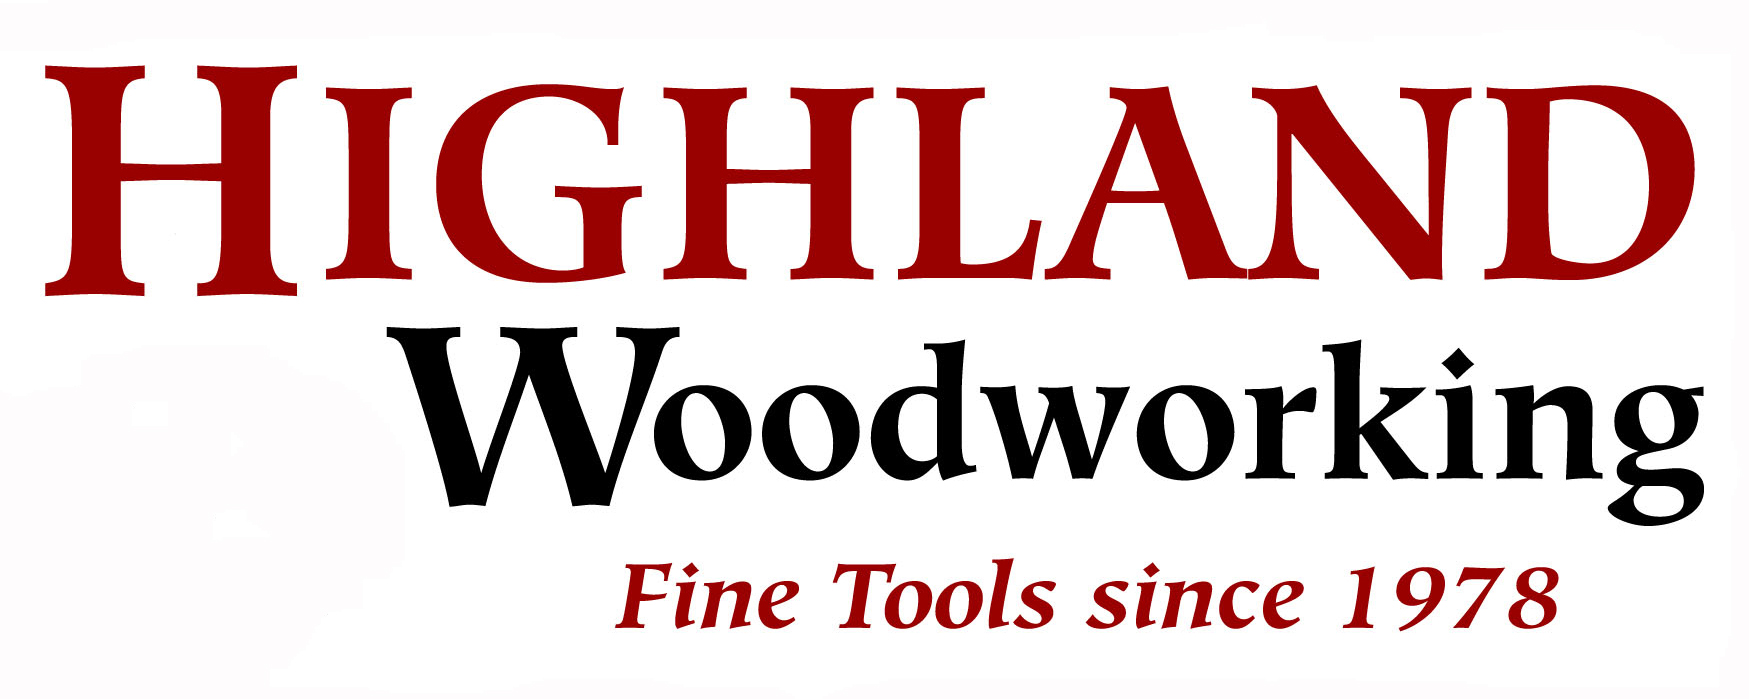 HIGHLAND
Woodworking
Fine Tools since 1978